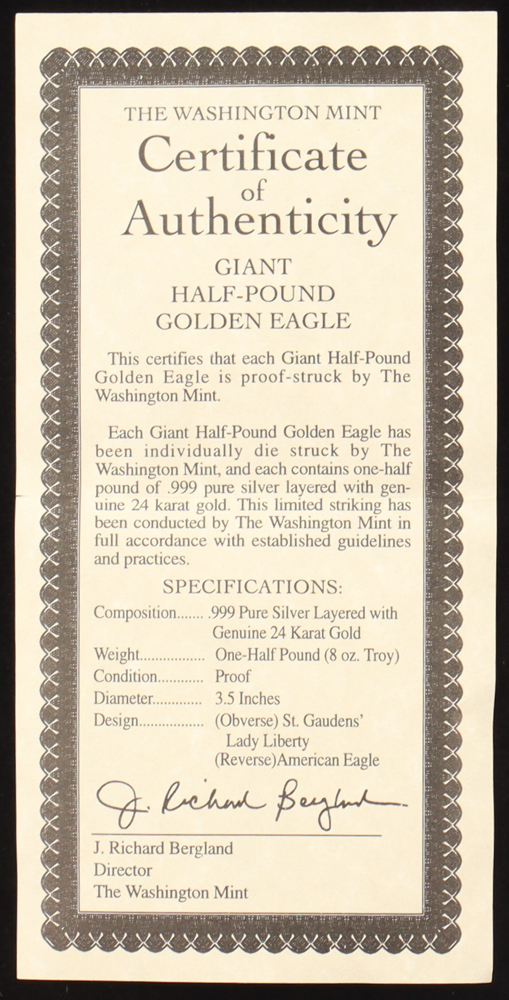 THE WASHINGTON MINT
Certificate
of
Authenticity
GIANT
HALF-POUND
GOLDEN EAGLE
This certifies that each Giant Half-Pound
Golden Eagle is proof-struck by The
Washington Mint.
Each Giant Half-Pound Golden Eagle has
been individually die struck by The
Washington Mint, and each contains one-half
pound of .999 pure silver layered with gen-
uine 24 karat gold. This limited striking has
been conducted by The Washington Mint in
full accordance with established guidelines
and practices.
SPECIFICATIONS:
Composition....... .999 Pure Silver Layered with
Genuine 24 Karat Gold
Weight................. One-Half Pound (8 oz. Troy)
Condition............ Proof
Diameter............. 3.5 Inches
Design................. (Obverse) St. Gaudens'
Lady Liberty
(Reverse)American Eagle
J. Richard Bergland
J. Richard Bergland
Director
The Washington Mint